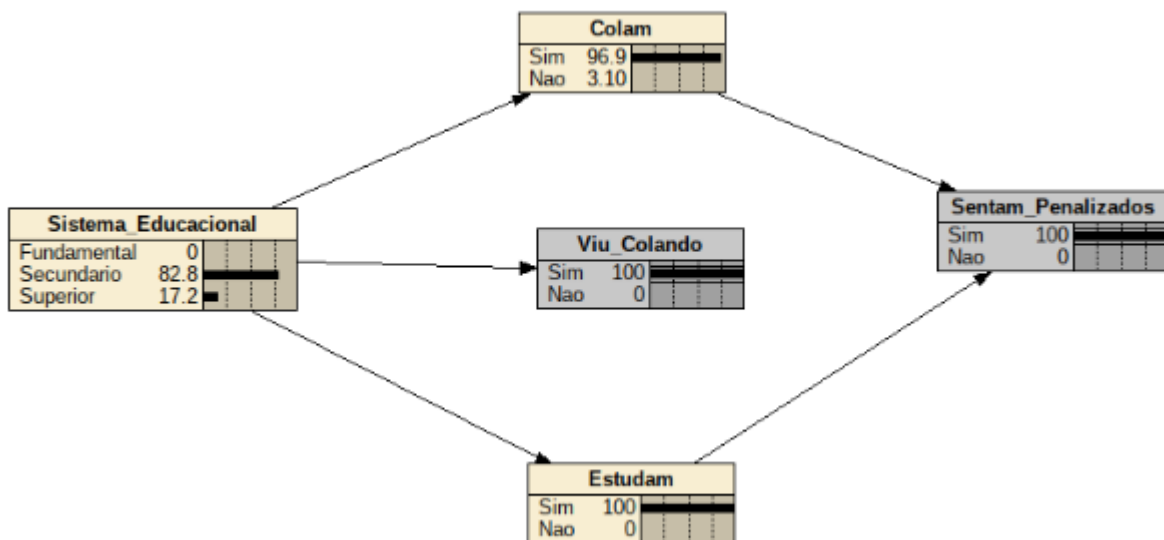 Colam
Sim 96.9
Nao 3.10
Sistema_Educacional
Fundamental 0
Secundario 82.8
Superior 17.2
Viu_Colando
Sim 100
Nao 0
Sentam_Penalizados
Sim 100
Nao 0
Estudam
Sim 100
Nao 0